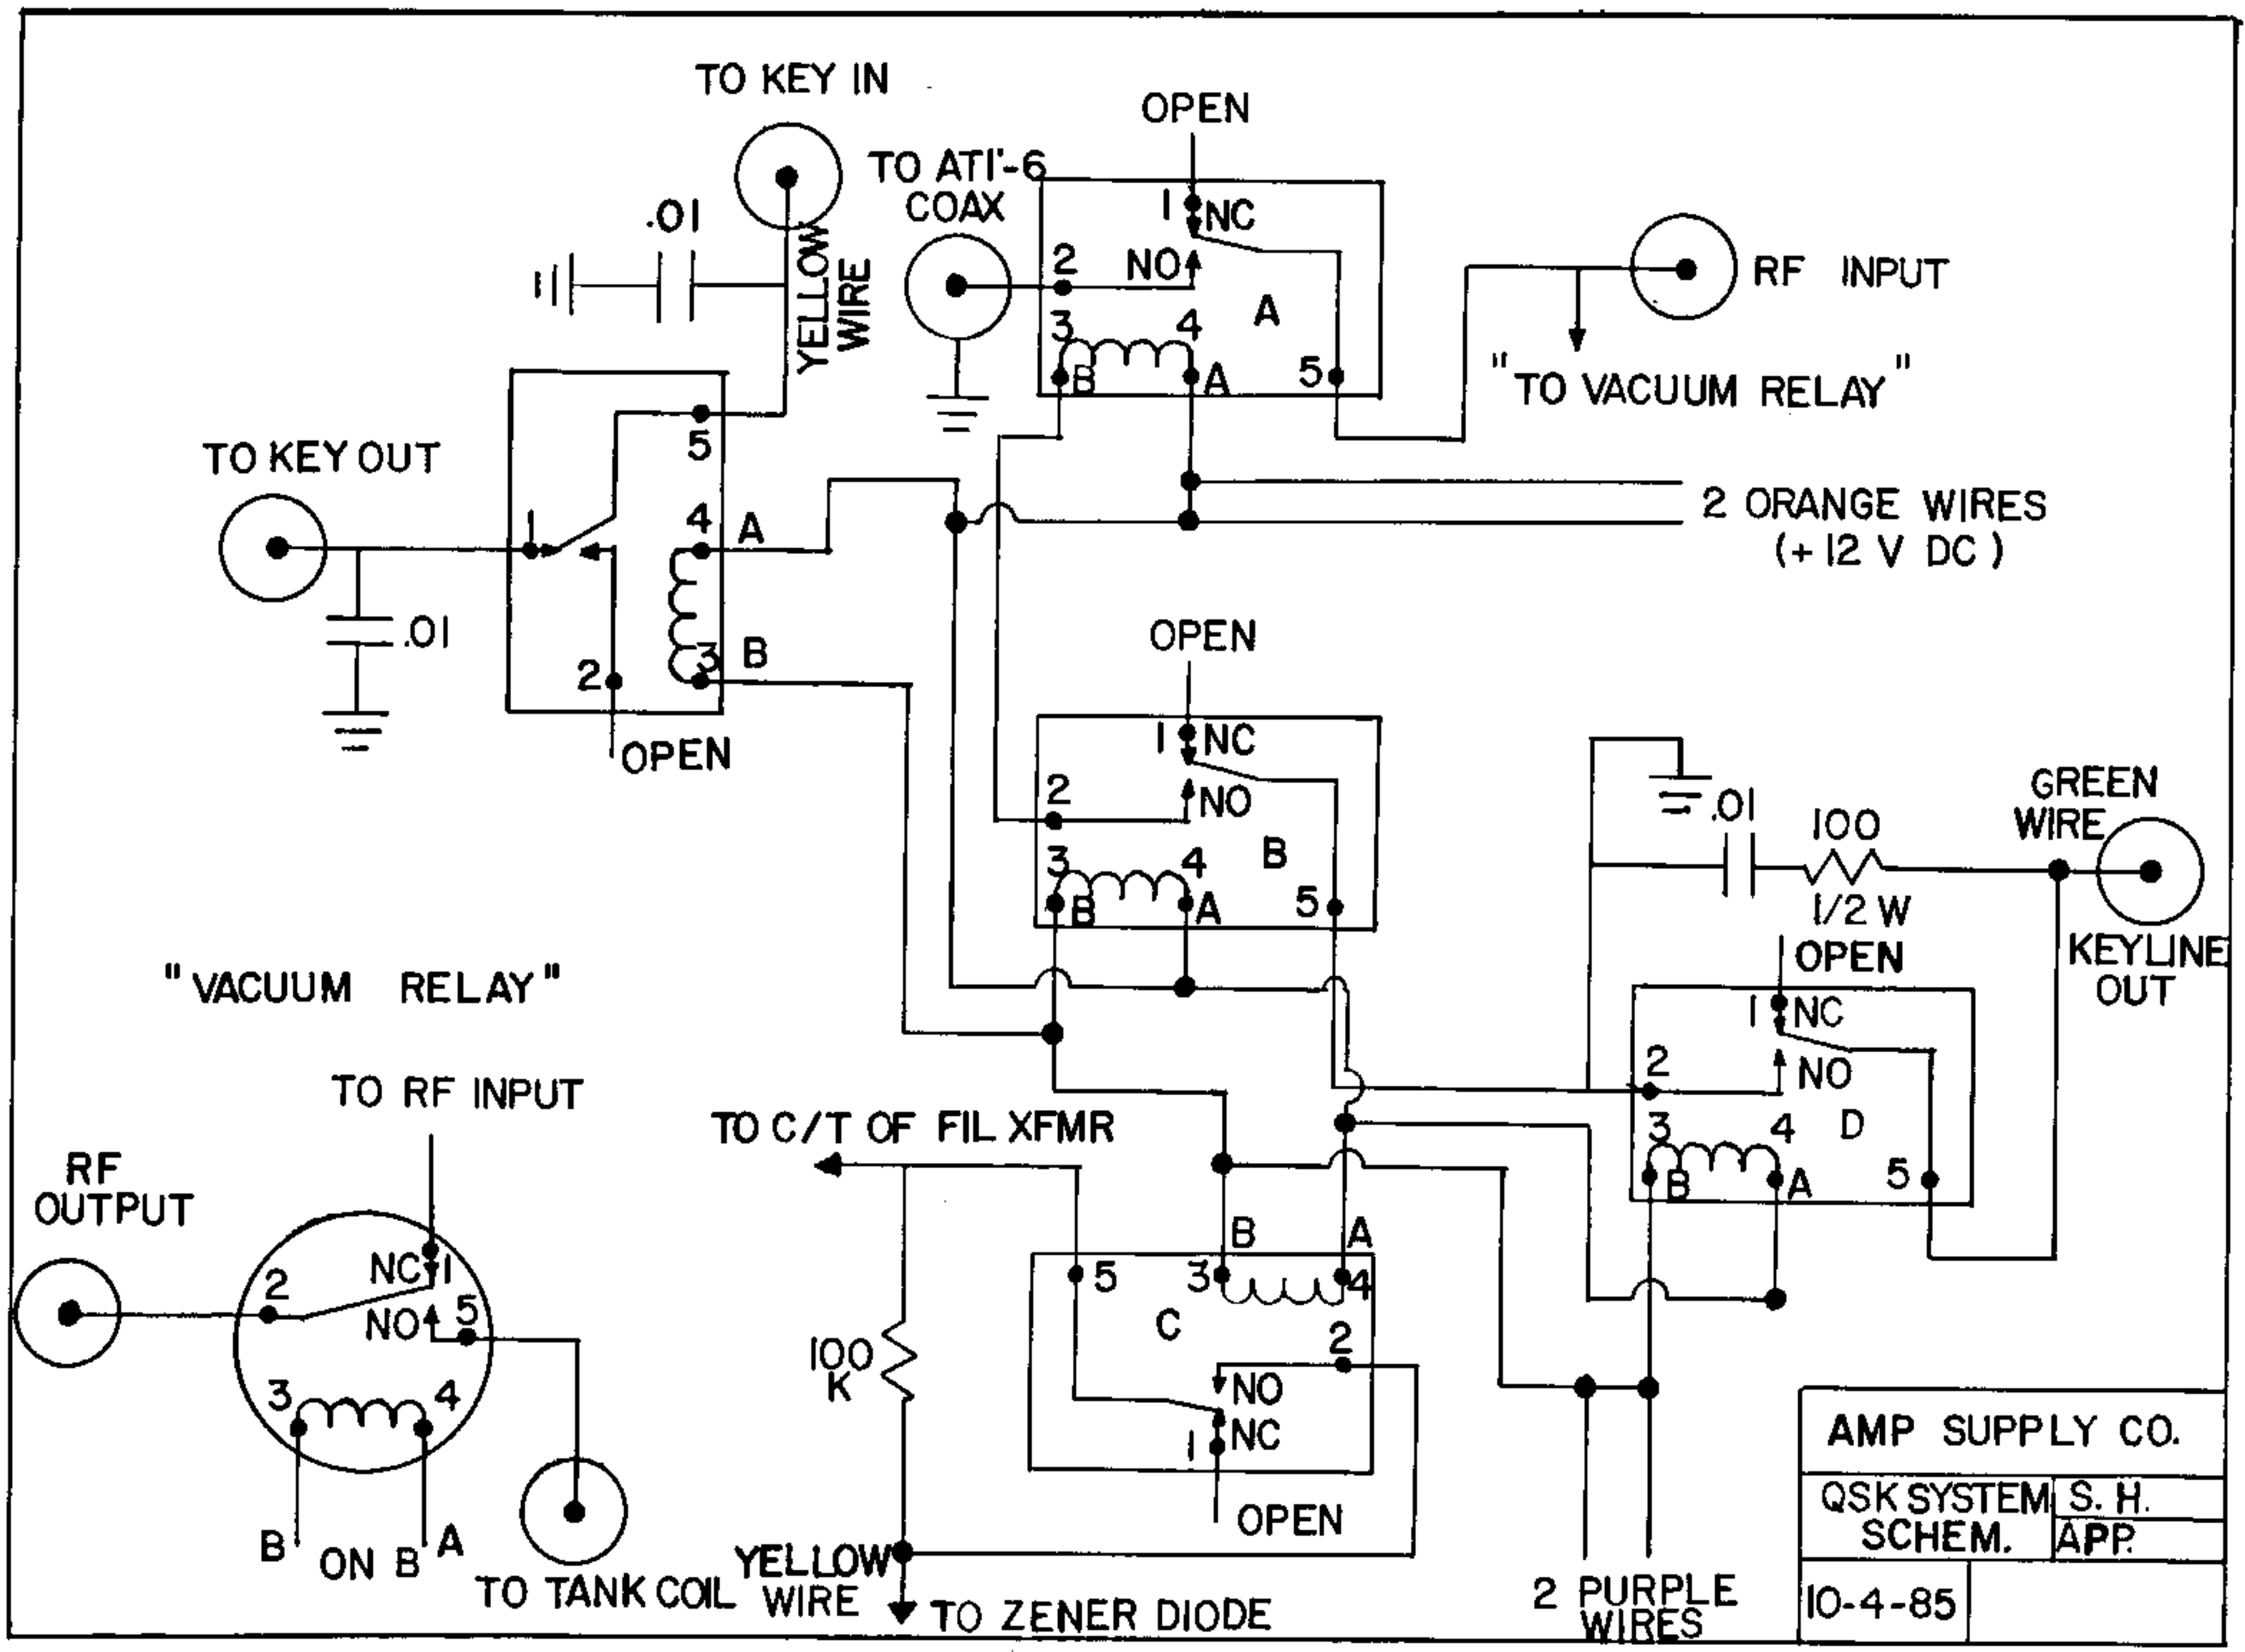 TO KEY IN
OPEN
TO ATT-6
COAX
.01
YELLOW
WIRE
1 NC
2
NO
3
4
A
B
A
5
RF INPUT
"TO VACUUM RELAY"
TO KEY OUT
5
1
4 A
2 ORANGE WIRES
(+12 V DC)
.01
3 B
2
OPEN
OPEN
1 NC
2
NO
3
4
B
B
A
5
.01
100
1/2 W
GREEN
WIRE
KEYLINE
OUT
OPEN
1 NC
2
NO
3
4
D
B
A
5
"VACUUM RELAY"
TO RF INPUT
TO C/T OF FIL XFMR
RF
OUTPUT
2
NC 1
NO
5
3
4
B
ON B
A
TO TANK COIL
B
A
5
3
4
C
2
NO
NC
1
OPEN
100
K
YELLOW
WIRE
TO ZENER DIODE
2 PURPLE
WIRES
AMP SUPPLY CO.
QSK SYSTEM
SCHEM.
S. H.
APP.
10-4-85